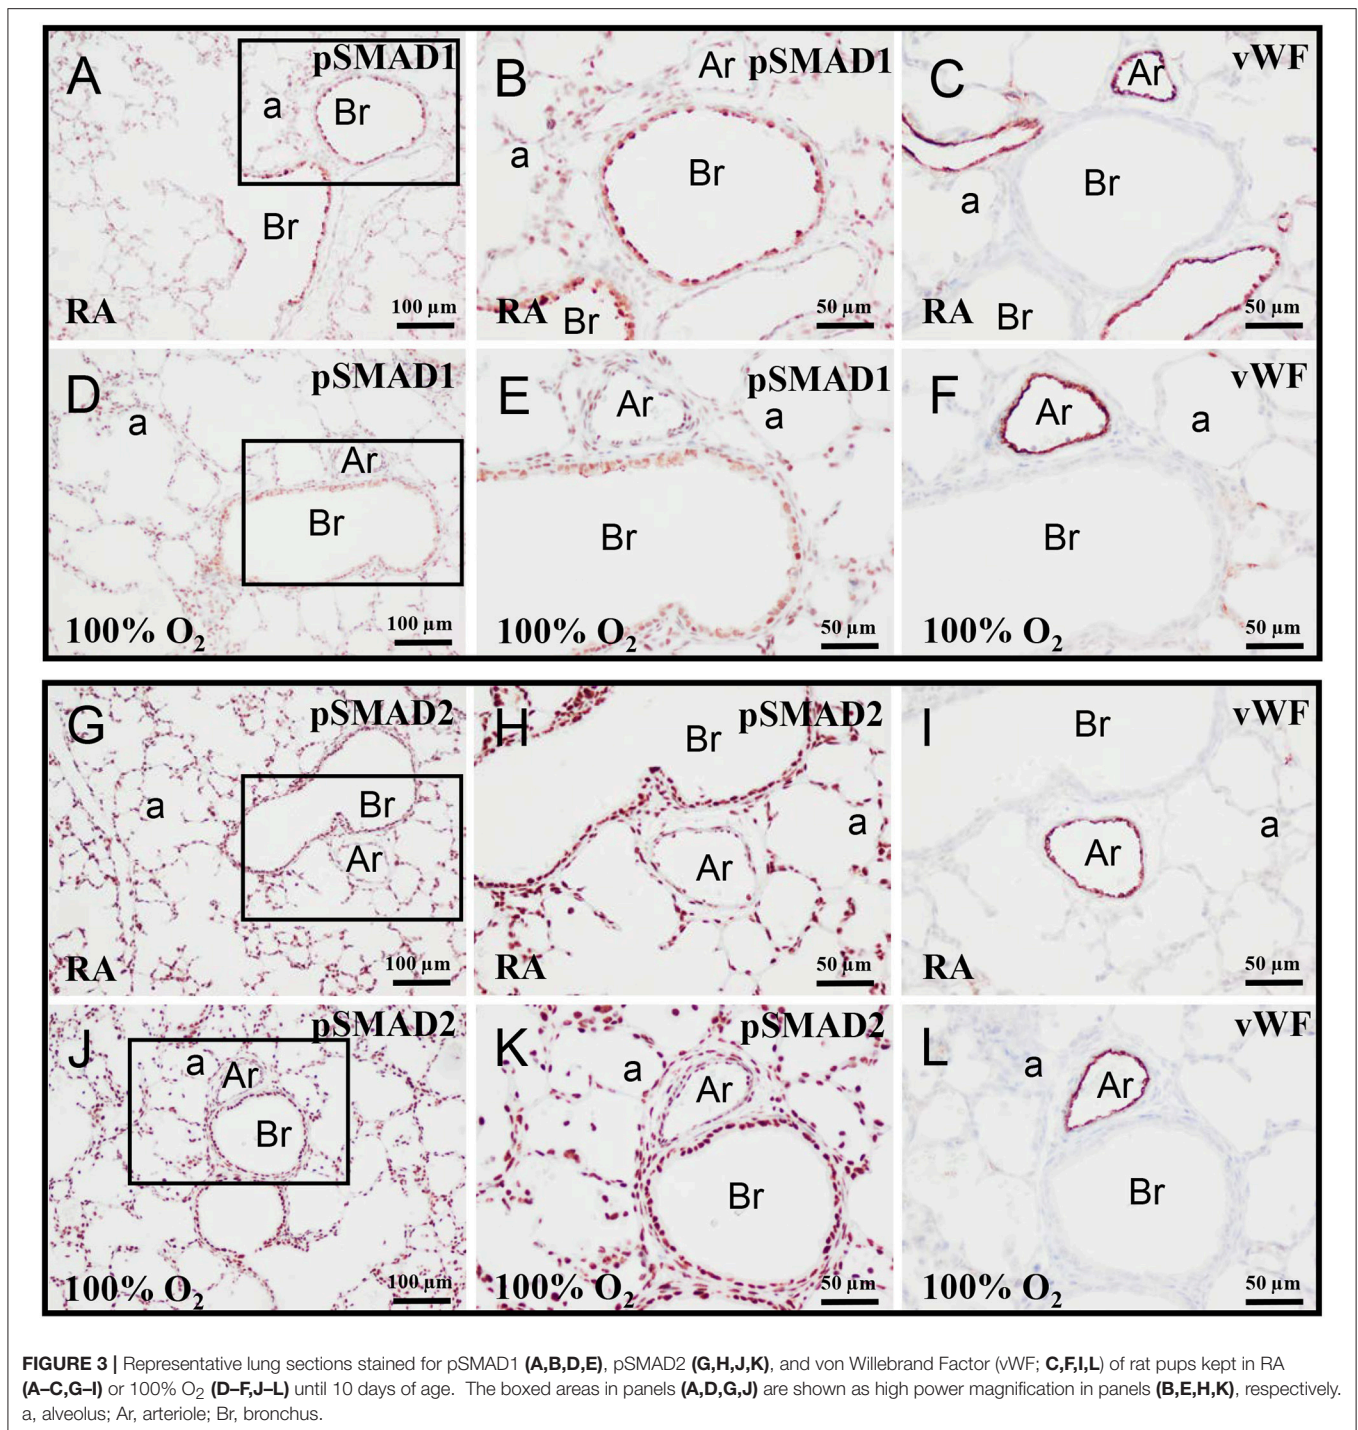 A
pSMAD1
a
Br
Br
RA
100 µm
B
Ar
pSMAD1
a
Br
RA
Br
50 µm
C
Ar
vWF
a
Br
RA
Br
50 µm
D
pSMAD1
a
Ar
Br
100% O2
100 µm
E
pSMAD1
Ar
a
Br
100% O2
50 µm
F
vWF
Ar
a
Br
100% O2
50 µm
G
pSMAD2
a
Br
Ar
RA
100 µm
H
pSMAD2
Br
a
Ar
RA
50 µm
I
Br
vWF
Ar
a
RA
50 µm
J
pSMAD2
a
Ar
Br
100% O2
100 µm
K
pSMAD2
a
Ar
Br
100% O2
50 µm
L
vWF
a
Ar
Br
100% O2
50 µm
FIGURE 3 | Representative lung sections stained for pSMAD1 (A,B,D,E), pSMAD2 (G,H,J,K), and von Willebrand Factor (vWF; C,F,I,L) of rat pups kept in RA
(A–C,G–I) or 100% O2 (D–F,J–L) until 10 days of age. The boxed areas in panels (A,D,G,J) are shown as high power magnification in panels (B,E,H,K), respectively.
a, alveolus; Ar, arteriole; Br, bronchus.